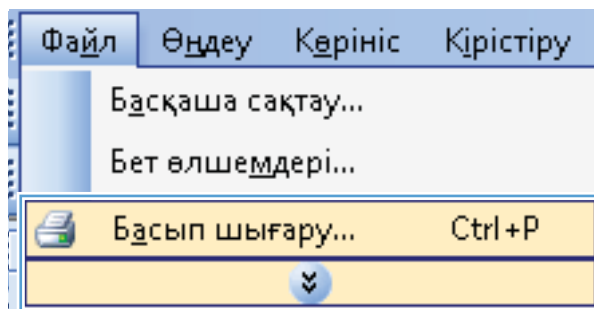 Файл Өңдеу Көрініс Кірістіру
Басқаша сақтау...
Бет өлшемдері...
Басып шығару... Ctrl+P